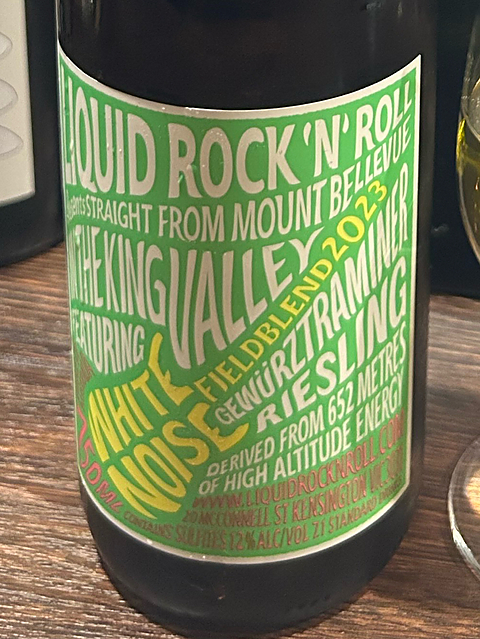 LIQUID ROCK 'N' ROLL
STRAIGHT FROM MOUNT BELLEVUE
IN THE KING VALLEY
FEATURING
WHITE NOISE
FIELDBLEND 2023
GEWÜRZTRAMINER
RIESLING
DERIVED FROM 652 METRES
OF HIGH ALTITUDE ENERGY
WWW.LIQUIDROCKNROLL.COM
20 MCCONNELL ST KENSINGTON VIC
750ML CONTAINS SULFITES 12%ALC/VOL 7.1 STANDARD